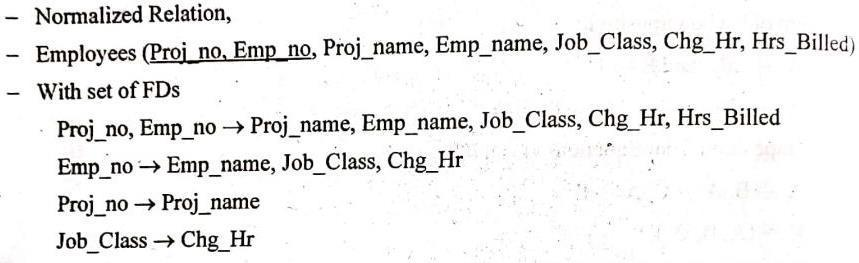 – Normalized Relation,
– Employees (Proj_no, Emp_no, Proj_name, Emp_name, Job_Class, Chg_Hr, Hrs_Billed)
– With set of FDs
Proj_no, Emp_no → Proj_name, Emp_name, Job_Class, Chg_Hr, Hrs_Billed
Emp_no → Emp_name, Job_Class, Chg_Hr
Proj_no → Proj_name
Job_Class → Chg_Hr